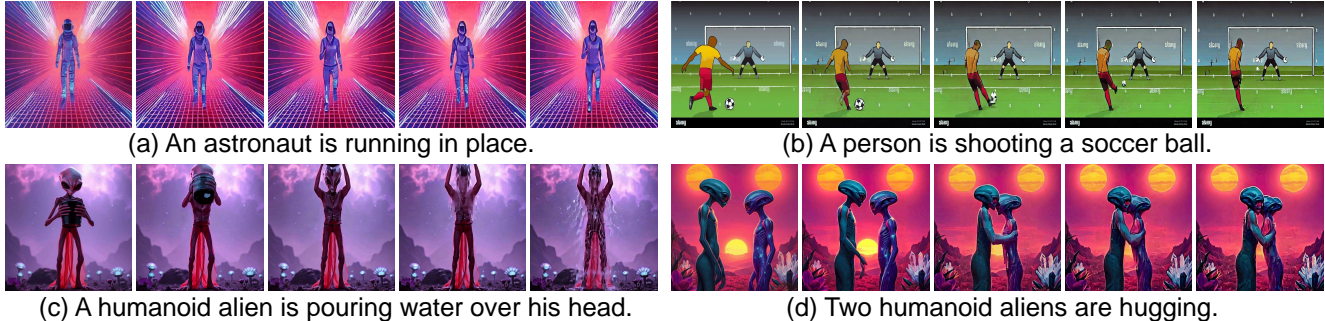 (a) An astronaut is running in place.
(b) A person is shooting a soccer ball.
(c) A humanoid alien is pouring water over his head.
(d) Two humanoid aliens are hugging.